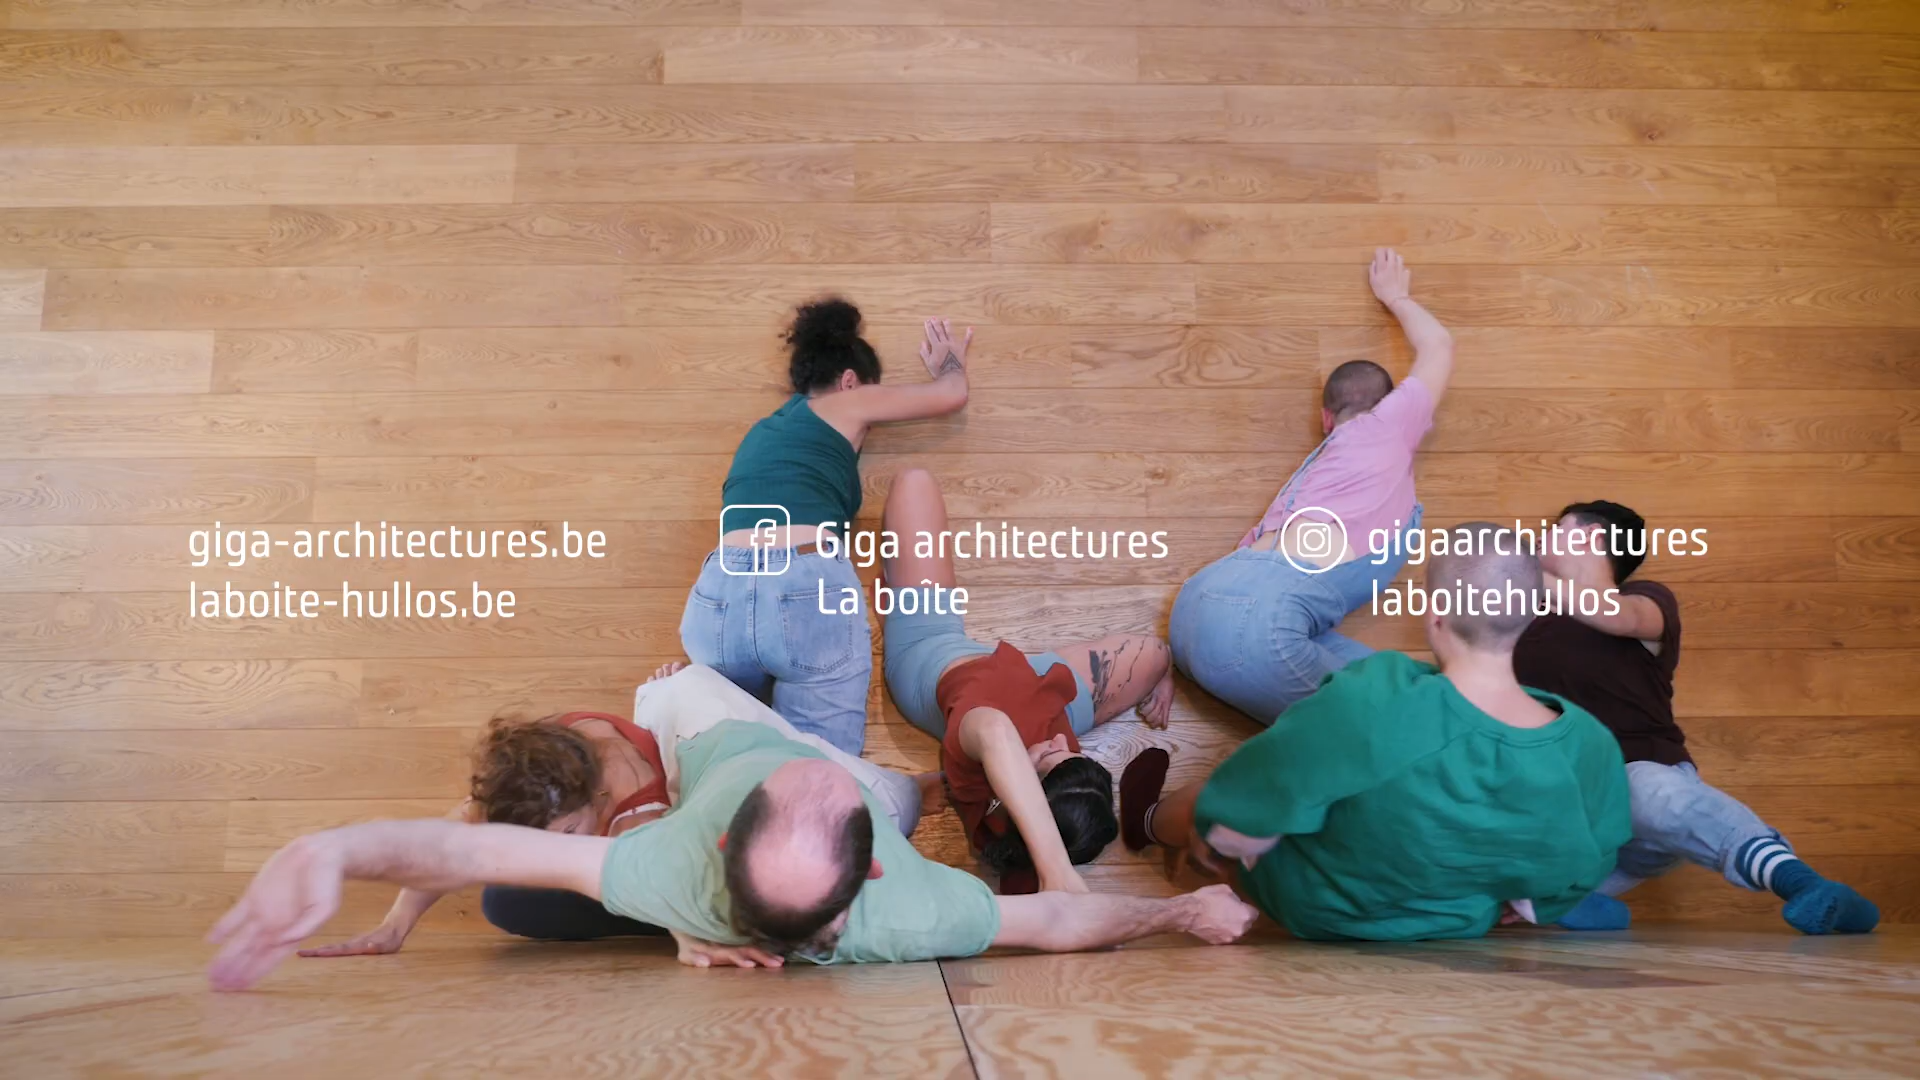 giga-architectures.be
laboite-hullos.be
Giga architectures
La boîte
gigaarchitectures
laboitehullos